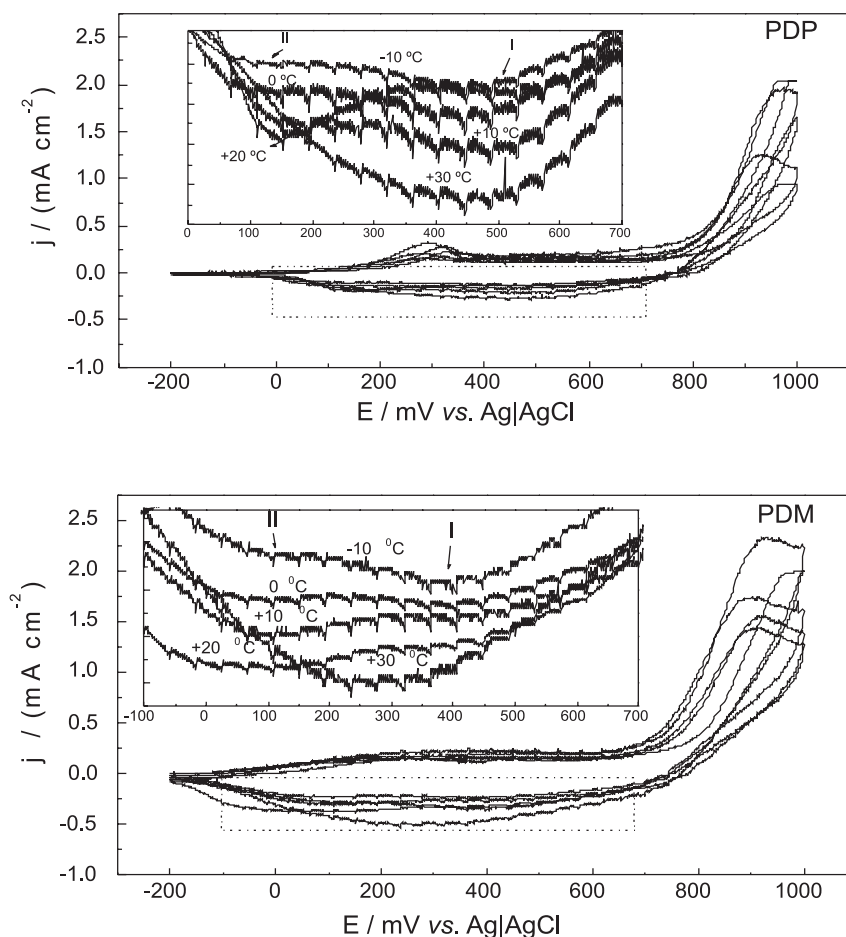 PDP
2.5
2.0
1.5
1.0
0.5
0.0
-0.5
-1.0
j / (mA cm-2)
II
I
-10 ºC
0 ºC
+10 ºC
+20 ºC
+30 ºC
0 100 200 300 400 500 600 700
-200 0 200 400 600 800 1000
E / mV vs. Ag|AgCl
PDM
2.5
2.0
1.5
1.0
0.5
0.0
-0.5
-1.0
j / (mA cm-2)
II
I
-10 ⁰C
0 ⁰C
+10 ⁰C
+20 ⁰C
+30 ⁰C
-100 0 100 200 300 400 500 600 700
-200 0 200 400 600 800 1000
E / mV vs. Ag|AgCl